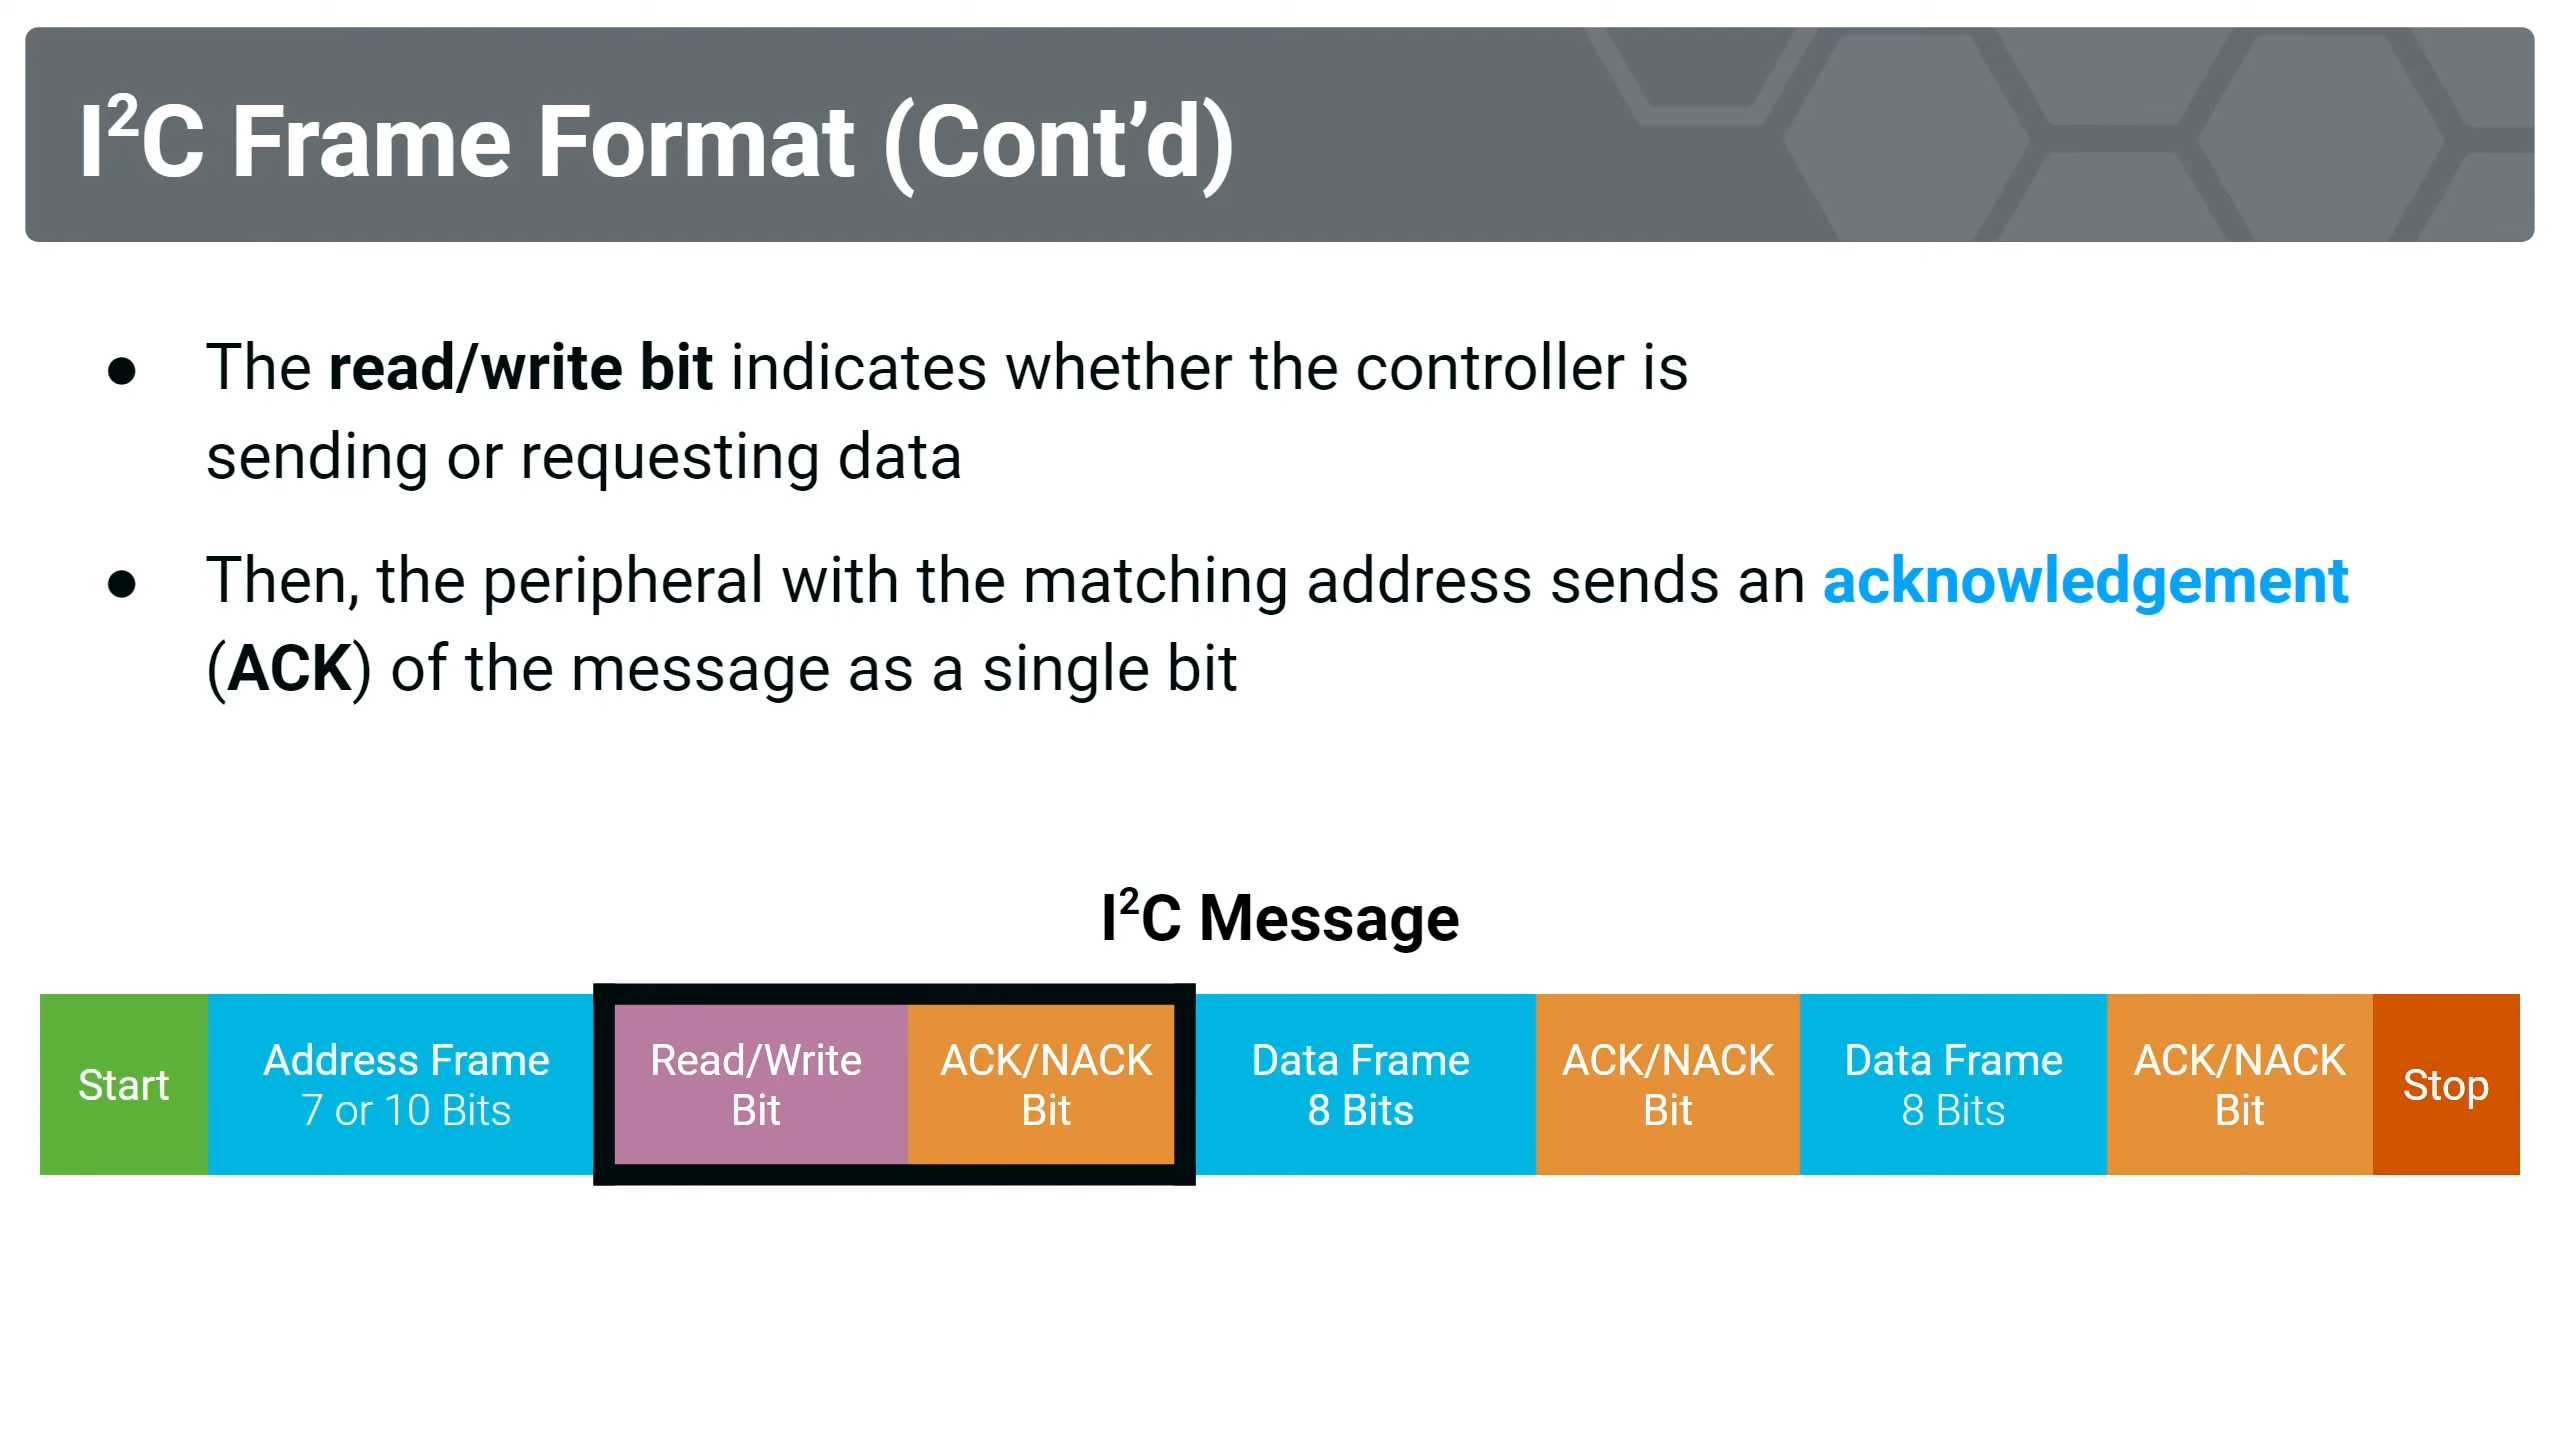 I²C Frame Format (Cont’d)
● The read/write bit indicates whether the controller is
sending or requesting data
● Then, the peripheral with the matching address sends an acknowledgement
(ACK) of the message as a single bit
I²C Message
Start
Address Frame
7 or 10 Bits
Read/Write
Bit
ACK/NACK
Bit
Data Frame
8 Bits
ACK/NACK
Bit
Data Frame
8 Bits
ACK/NACK
Bit
Stop